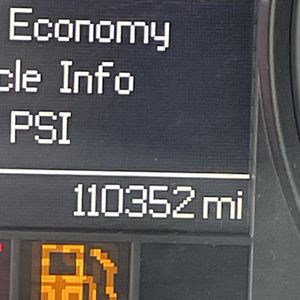 Economy
cle Info
PSI
110352 mi